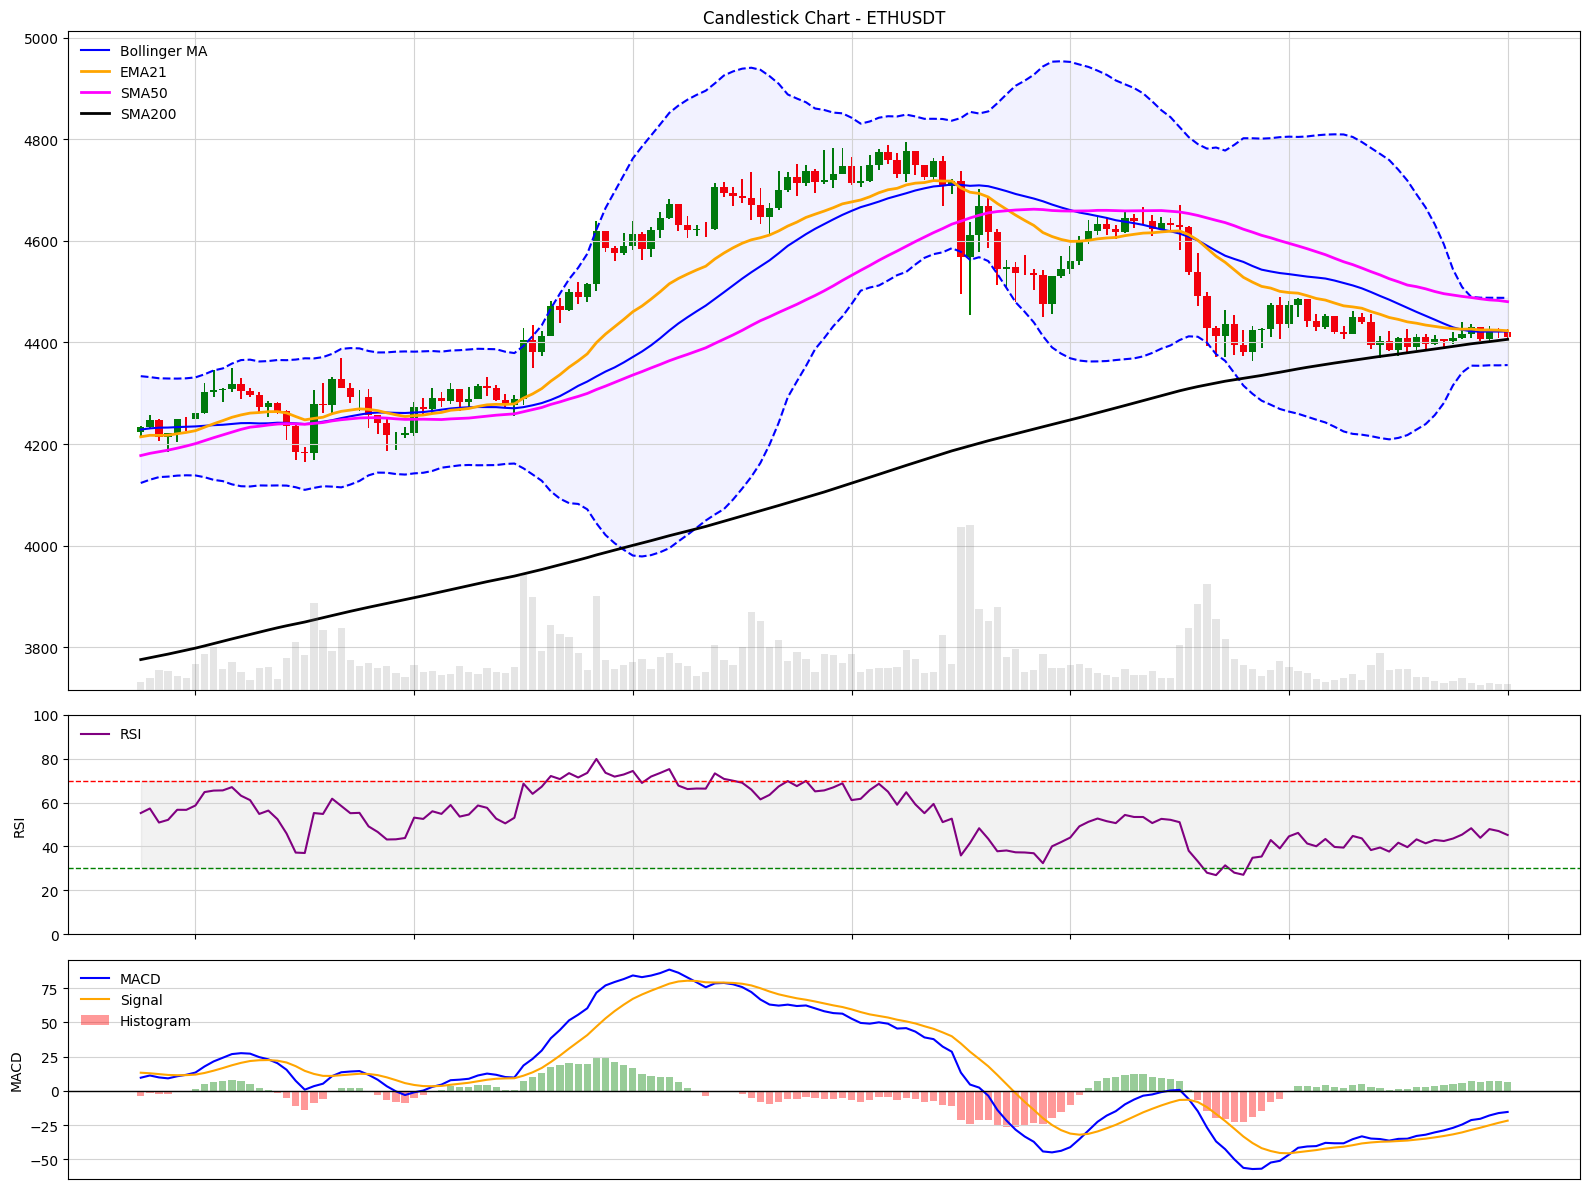 Candlestick Chart - ETHUSDT
Bollinger MA
EMA21
SMA50
SMA200
5000
4800
4600
4400
4200
4000
3800
RSI
100
80
60
40
20
0
RSI
MACD
Signal
Histogram
75
50
25
0
−25
−50
MACD